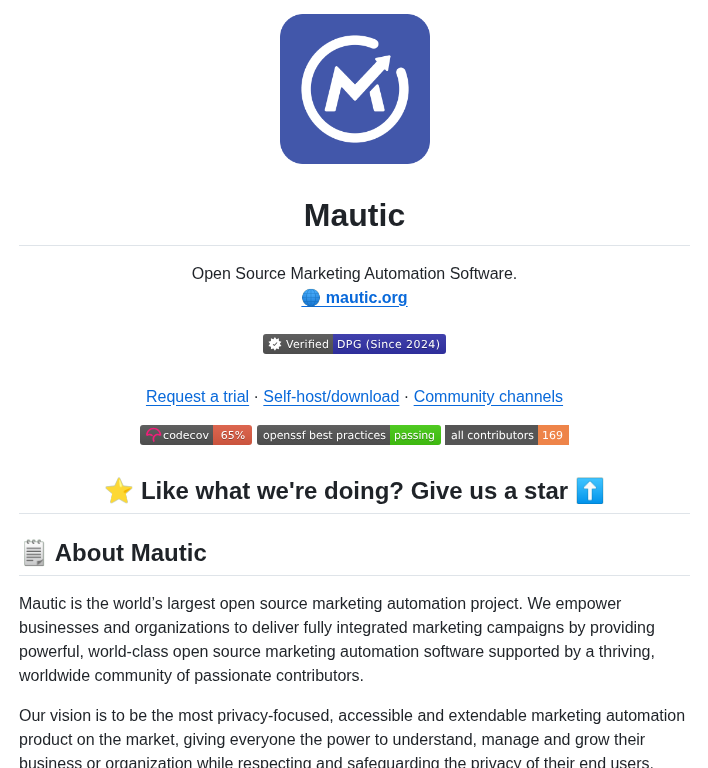 Mautic
Open Source Marketing Automation Software.
🌐 mautic.org
Verified DPG (Since 2024)
Request a trial · Self-host/download · Community channels
codecov 65% openssf best practices passing all contributors 169
⭐ Like what we're doing? Give us a star ⬆️
🗒️ About Mautic
Mautic is the world’s largest open source marketing automation project. We empower
businesses and organizations to deliver fully integrated marketing campaigns by providing
powerful, world-class open source marketing automation software supported by a thriving,
worldwide community of passionate contributors.
Our vision is to be the most privacy-focused, accessible and extendable marketing automation
product on the market, giving everyone the power to understand, manage and grow their
business or organization while respecting and safeguarding the privacy of their end users.